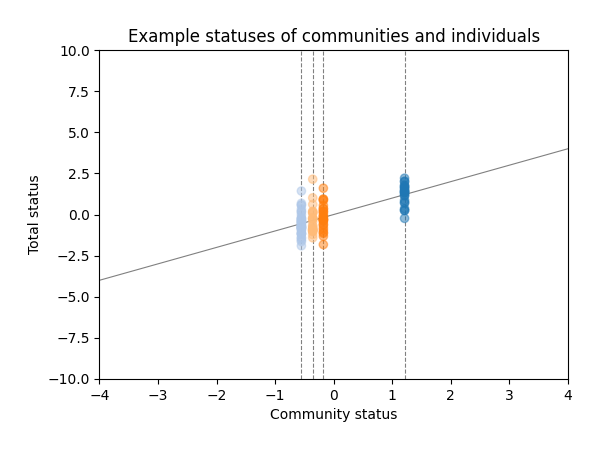 Example statuses of communities and individuals
10.0
7.5
5.0
2.5
0.0
−2.5
−5.0
−7.5
−10.0
Total status
−4 −3 −2 −1 0 1 2 3 4
Community status